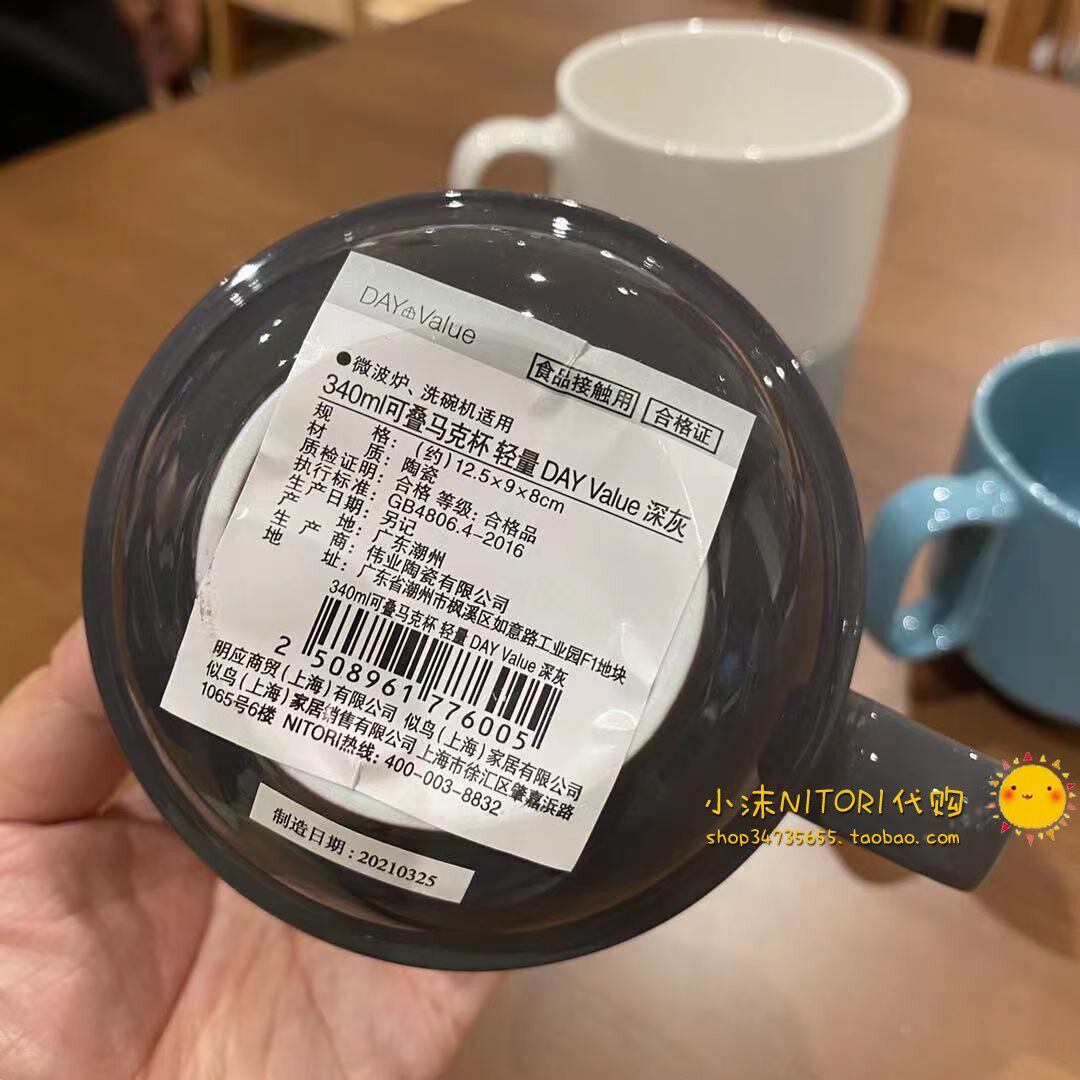 DAY Value
食品接触用
合格证
●微波炉、洗碗机适用
340ml可叠马克杯 轻量 DAY Value 深灰
规格：(约)12.5×9×8cm
材质：陶瓷
质检证明：合格 等级：合格品
执行标准：GB4806.4-2016
生产日期：另记
产地：广东潮州
生产商：伟业陶瓷有限公司
地址：广东省潮州市枫溪区如意路工业园F1地块
340ml可叠马克杯 轻量 DAY Value 深灰
2 508961 776005
明应商贸(上海)有限公司 似鸟(上海)家居有限公司
似鸟(上海)家居销售有限公司 上海市徐汇区肇嘉浜路
1065号6楼 NITORI热线：400-003-8832
制造日期：20210325
小沫NITORI代购
shop34735655.taobao.com